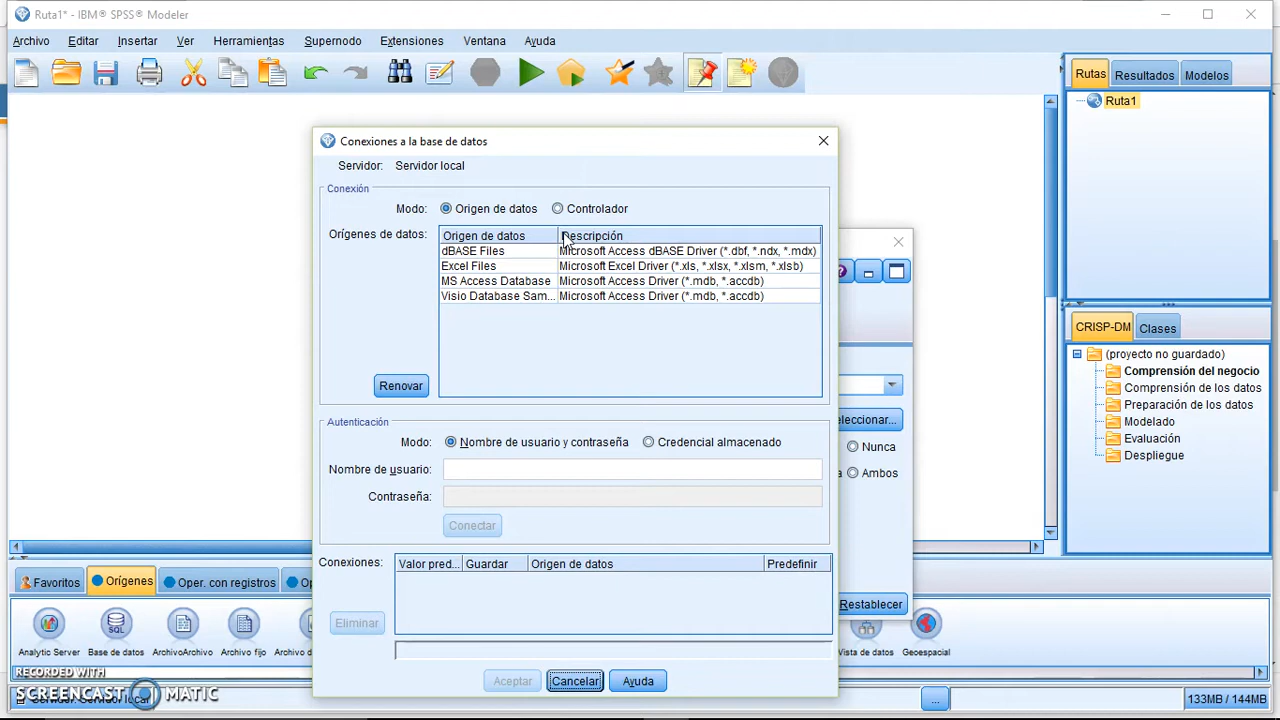 Ruta1* - IBM® SPSS® Modeler
Archivo Editar Insertar Ver Herramientas Supernodo Extensiones Ventana Ayuda
Rutas Resultados Modelos
Ruta1
Conexiones a la base de datos
Servidor: Servidor local
Conexión
Modo: Origen de datos Controlador
Orígenes de datos:
Origen de datos Descripción
dBASE Files Microsoft Access dBASE Driver (*.dbf, *.ndx, *.mdx)
Excel Files Microsoft Excel Driver (*.xls, *.xlsx, *.xlsm, *.xlsb)
MS Access Database Microsoft Access Driver (*.mdb, *.accdb)
Visio Database Sam... Microsoft Access Driver (*.mdb, *.accdb)
Renovar
Autenticación
Modo: Nombre de usuario y contraseña Credencial almacenado
Nombre de usuario:
Contraseña:
Conectar
Conexiones: Valor pred... Guardar Origen de datos Predefinir
Eliminar
Aceptar Cancelar Ayuda
eleccionar...
Nunca
a Ambos
Restablecer
CRISP-DM Clases
(proyecto no guardado)
Comprensión del negocio
Comprensión de los datos
Preparación de los datos
Modelado
Evaluación
Despliegue
Favoritos Orígenes Oper. con registros Op
SQL
Analytic Server Base de datos ArchivoArchivo Archivo fijo Archivo d Vista de datos Geoespacial
RECORDED WITH
SCREENCAST MATIC
Servidor: Servidor local
...
133MB / 144MB